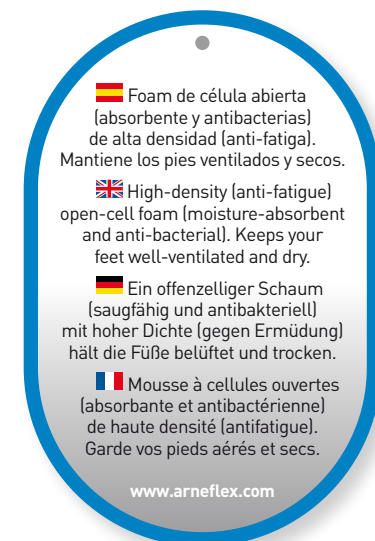 Foam de célula abierta
(absorbente y antibacterias)
de alta densidad (anti-fatiga).
Mantiene los pies ventilados y secos.
High-density (anti-fatigue)
open-cell foam (moisture-absorbent
and anti-bacterial). Keeps your
feet well-ventilated and dry.
Ein offenzelliger Schaum
(saugfähig und antibakteriell)
mit hoher Dichte (gegen Ermüdung)
hält die Füße belüftet und trocken.
Mousse à cellules ouvertes
(absorbante et antibactérienne)
de haute densité (antifatigue).
Garde vos pieds aérés et secs.
www.arneflex.com